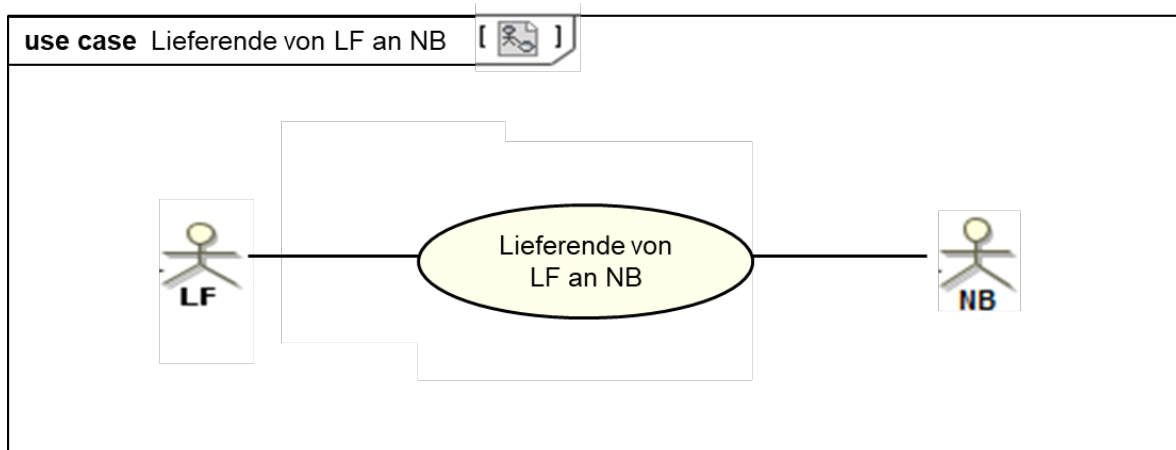 use case Lieferende von LF an NB [ ]
Lieferende von
LF an NB
LF
NB